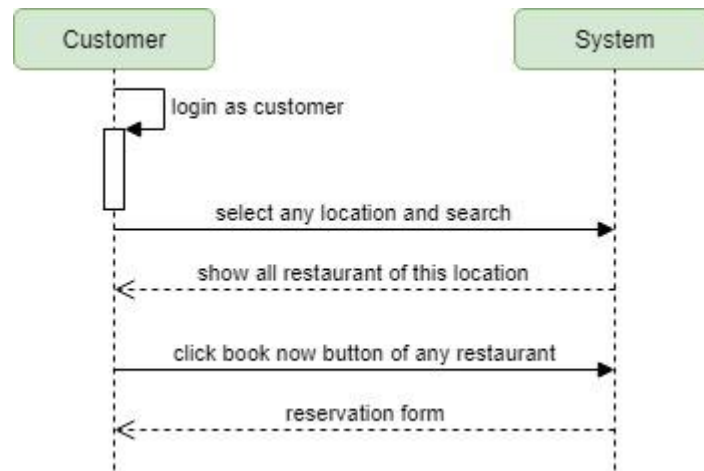 Customer
System
login as customer
select any location and search
show all restaurant of this location
click book now button of any restaurant
reservation form